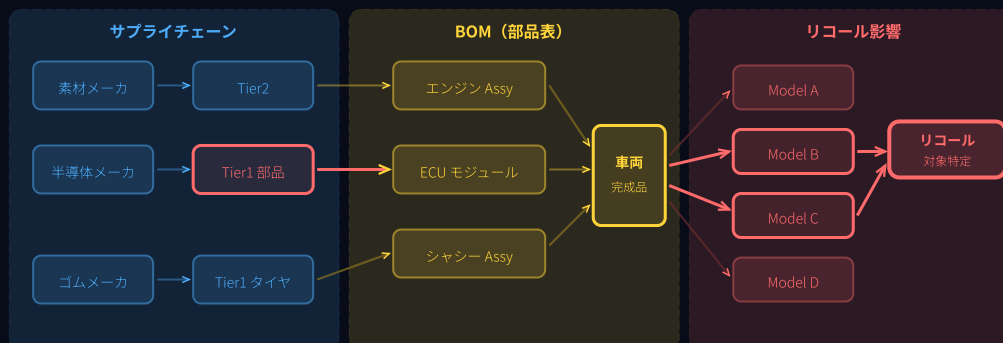 サプライチェーン
素材メーカ
Tier2
半導体メーカ
Tier1 部品
ゴムメーカ
Tier1 タイヤ
BOM（部品表）
エンジン Assy
ECU モジュール
シャシー Assy
車両
完成品
リコール影響
Model A
Model B
Model C
Model D
リコール
対象特定